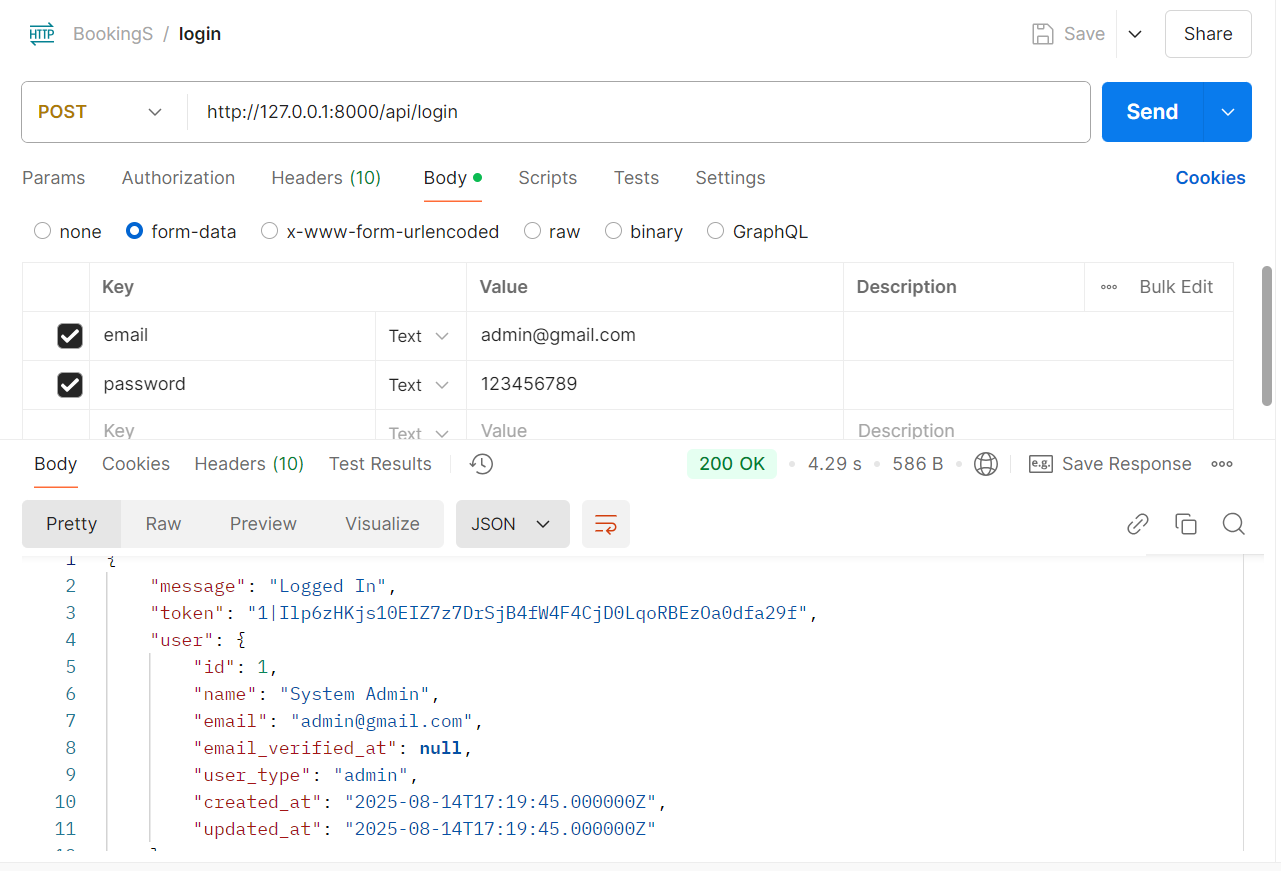 HTTP BookingS / login Save Share
POST http://127.0.0.1:8000/api/login Send
Params Authorization Headers (10) Body Scripts Tests Settings Cookies
none form-data x-www-form-urlencoded raw binary GraphQL
Key Value Description Bulk Edit
email Text admin@gmail.com
password Text 123456789
Key Text Value Description
Body Cookies Headers (10) Test Results 200 OK 4.29 s 586 B e.g. Save Response
Pretty Raw Preview Visualize JSON
1 {
2 "message": "Logged In",
3 "token": "1|Ilp6zHKjs10EIZ7z7DrSjB4fW4F4CjD0LqoRBEzOa0dfa29f",
4 "user": {
5 "id": 1,
6 "name": "System Admin",
7 "email": "admin@gmail.com",
8 "email_verified_at": null,
9 "user_type": "admin",
10 "created_at": "2025-08-14T17:19:45.000000Z",
11 "updated_at": "2025-08-14T17:19:45.000000Z"